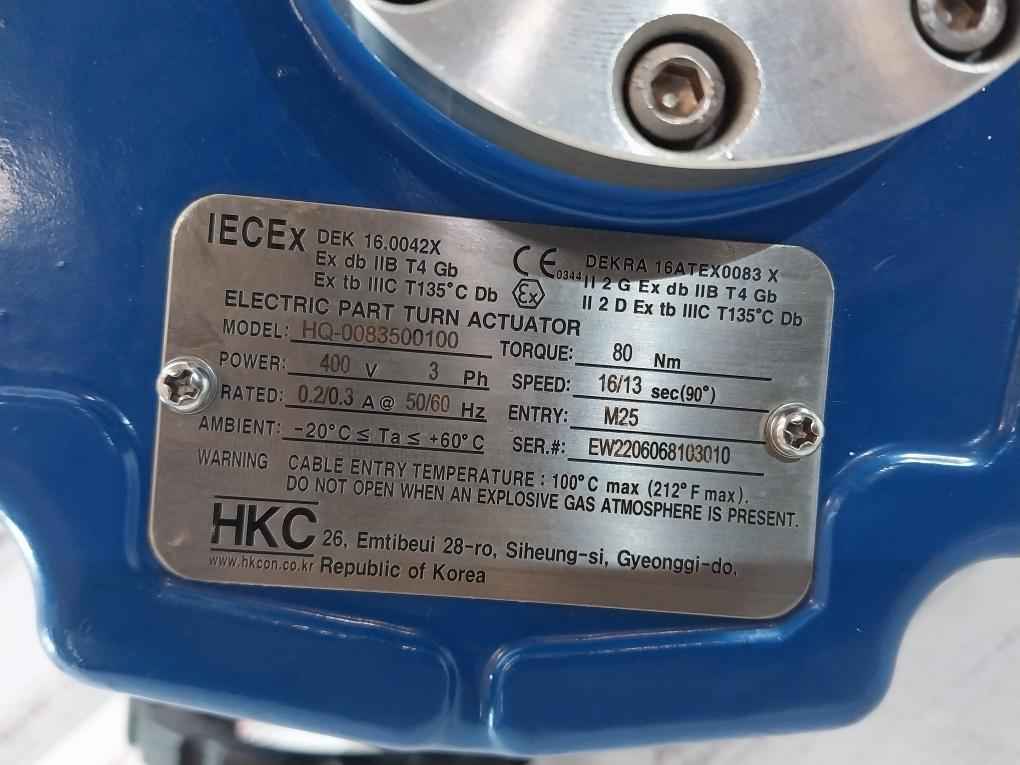 IECEx DEK 16.0042X
Ex db IIB T4 Gb
Ex tb IIIC T135°C Db
CE 0344 Ex
DEKRA 16ATEX0083 X
II 2 G Ex db IIB T4 Gb
II 2 D Ex tb IIIC T135°C Db
ELECTRIC PART TURN ACTUATOR
MODEL: HQ-0083500100 TORQUE: 80 Nm
POWER: 400 V 3 Ph SPEED: 16/13 sec(90°)
RATED: 0.2/0.3 A@ 50/60 Hz ENTRY: M25
AMBIENT: -20°C ≤ Ta ≤ +60°C SER.#: EW2206068103010
WARNING CABLE ENTRY TEMPERATURE : 100°C max (212°F max).
DO NOT OPEN WHEN AN EXPLOSIVE GAS ATMOSPHERE IS PRESENT.
HKC 26, Emtibeui 28-ro, Siheung-si, Gyeonggi-do,
www.hkcon.co.kr Republic of Korea